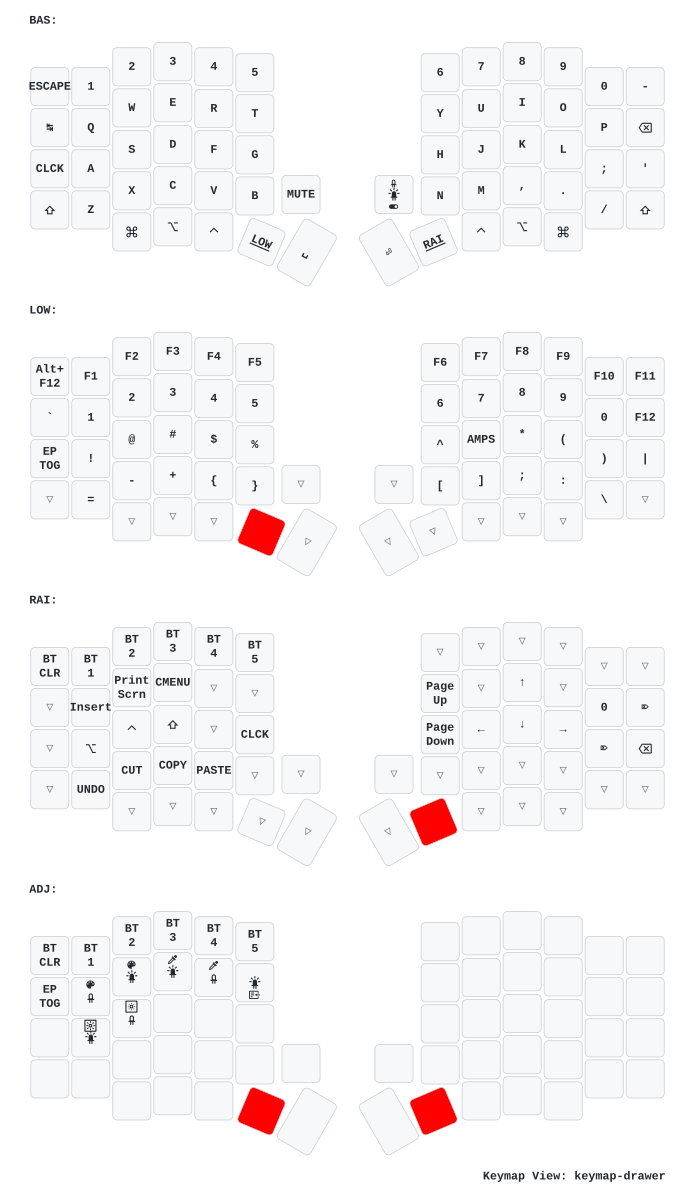 BAS:
ESCAPE 1 2 3 4 5 6 7 8 9 0 -
↹ Q W E R T Y U I O P ⌫
CLCK A S D F G H J K L ; '
⇧ Z X C V B MUTE N M , . / ⇧
⌘ ⌥ ^ LOW ␣ ⏎ RAI ^ ⌥ ⌘
LOW:
Alt+
F12 F1 F2 F3 F4 F5 F6 F7 F8 F9 F10 F11
` 1 2 3 4 5 6 7 8 9 0 F12
EP
TOG ! @ # $ % ^ AMPS * ( ) |
▽ = - + { } ▽ ▽ [ ] ; : \ ▽
▽ ▽ ▽ ▽ ▽ ▽ ▽ ▽ ▽
RAI:
BT
CLR BT
1 BT
2 BT
3 BT
4 BT
5 ▽ ▽ ▽ ▽ ▽ ▽
▽ Insert Print
Scrn CMENU ▽ ▽ Page
Up ▽ ↑ ▽ 0 ⌦
▽ ⌥ ^ ⇧ ▽ CLCK Page
Down ← ↓ → ⌦ ⌫
▽ UNDO CUT COPY PASTE ▽ ▽ ▽ ▽ ▽ ▽ ▽ ▽ ▽
▽ ▽ ▽ ▽ ▽ ▽ ▽ ▽ ▽
ADJ:
BT
CLR BT
1 BT
2 BT
3 BT
4 BT
5
EP
TOG
Keymap View: keymap-drawer